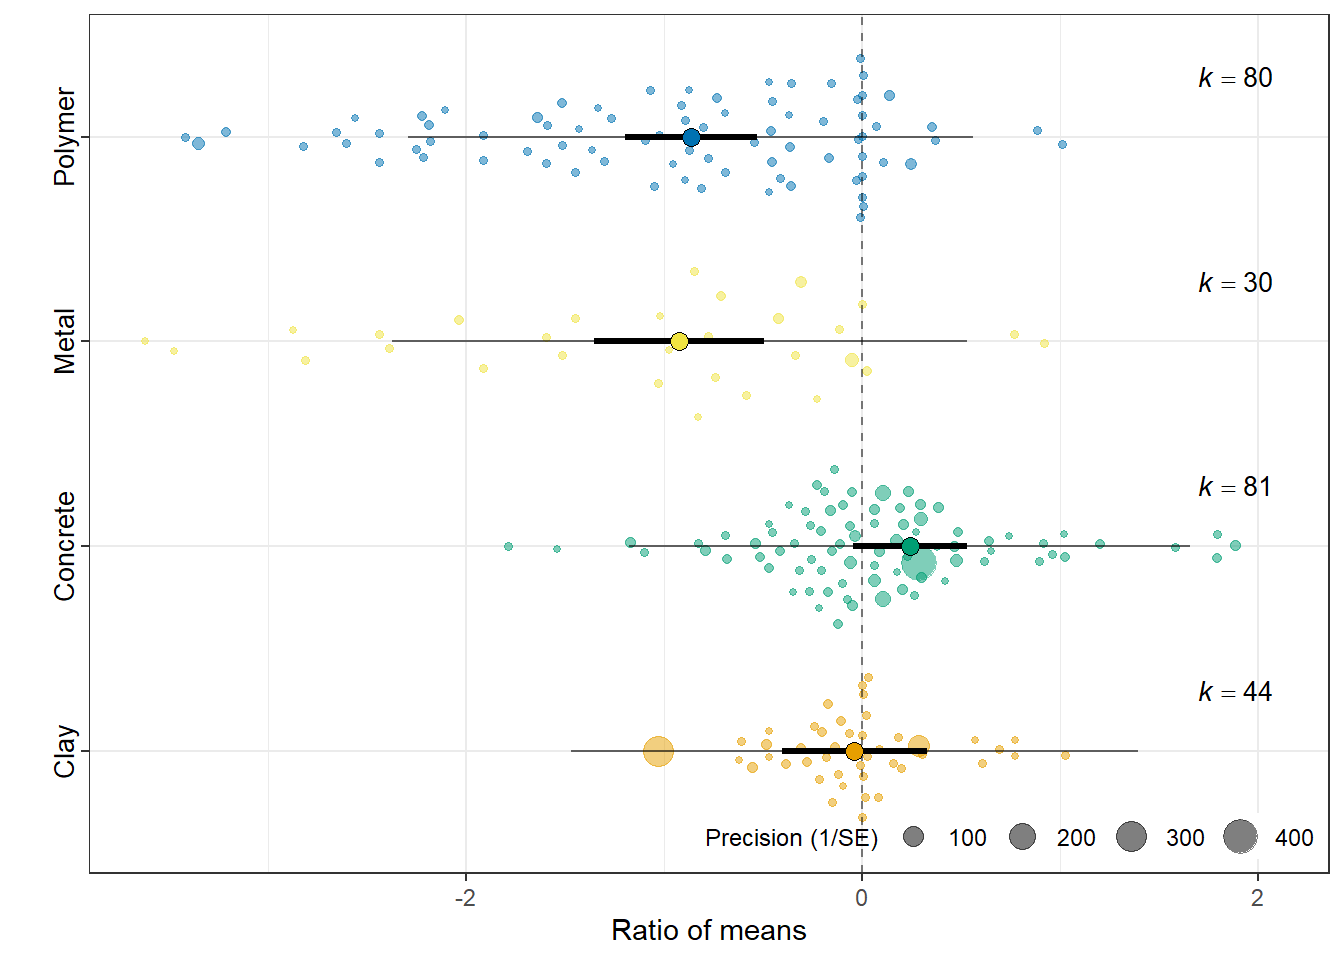 Polymer
k = 80
Metal
k = 30
Concrete
k = 81
Clay
k = 44
Precision (1/SE) 100 200 300 400
-2 0 2
Ratio of means